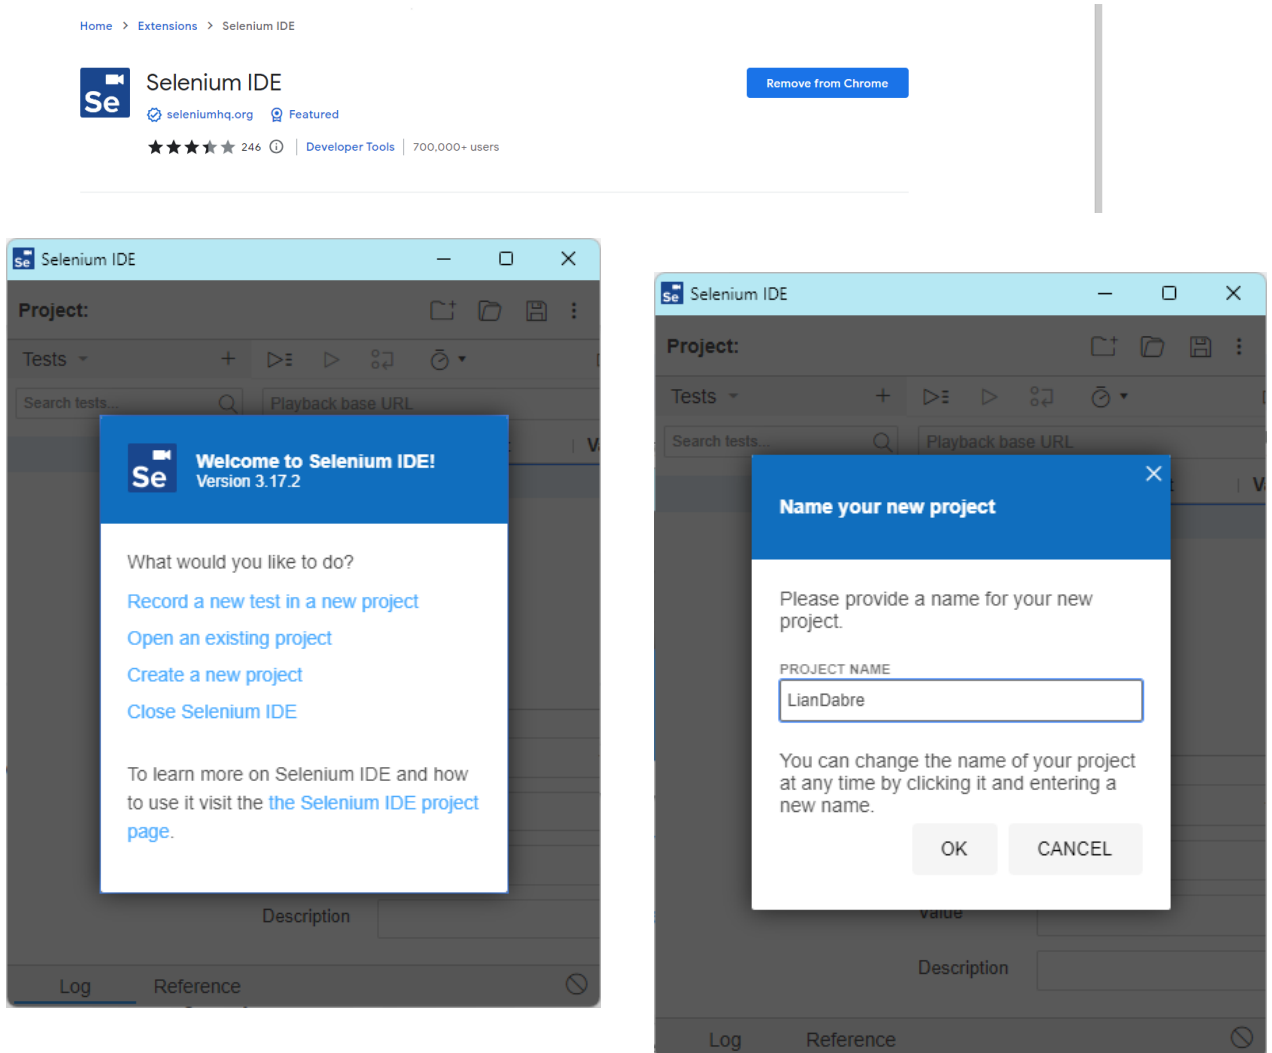 Home > Extensions > Selenium IDE
Se
Selenium IDE
Remove from Chrome
seleniumhq.org Featured
246 Developer Tools 700,000+ users
Se Selenium IDE
Project:
Tests
Search tests...
Playback base URL
Se
Welcome to Selenium IDE!
Version 3.17.2
What would you like to do?
Record a new test in a new project
Open an existing project
Create a new project
Close Selenium IDE
To learn more on Selenium IDE and how
to use it visit the the Selenium IDE project
page.
Description
Log Reference
Se Selenium IDE
Project:
Tests
Search tests...
Playback base URL
Name your new project
Please provide a name for your new
project.
PROJECT NAME
LianDabre
You can change the name of your project
at any time by clicking it and entering a
new name.
OK CANCEL
Value
Description
Log Reference